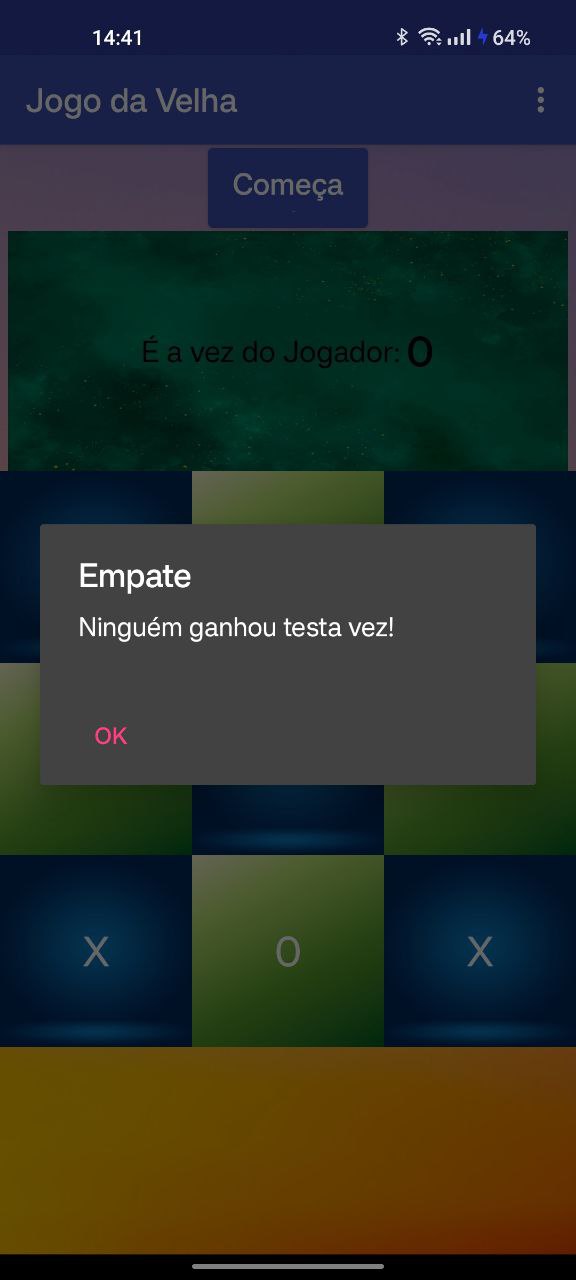 14:41 64%
Jogo da Velha
Começa
É a vez do Jogador: 0
Empate
Ninguém ganhou testa vez!
OK
X 0 X